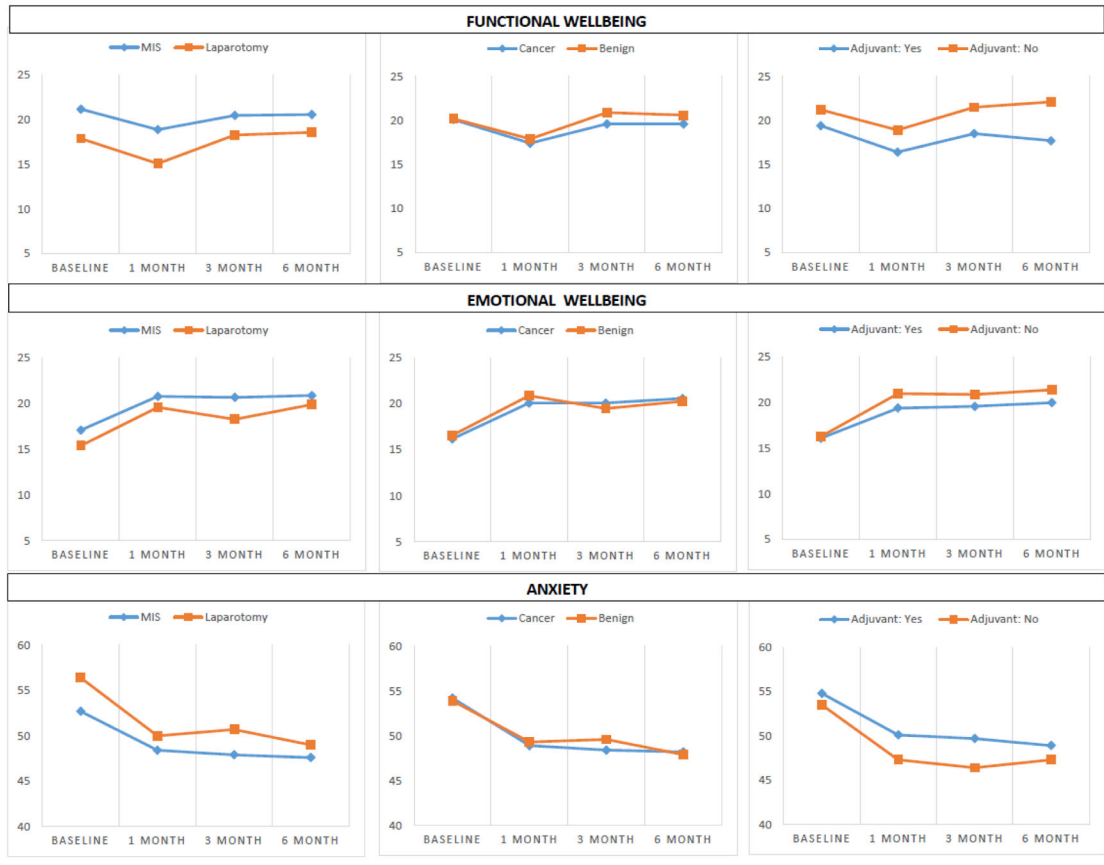 FUNCTIONAL WELLBEING
MIS Laparotomy
25
20
15
10
5
BASELINE 1 MONTH 3 MONTH 6 MONTH
Cancer Benign
25
20
15
10
5
BASELINE 1 MONTH 3 MONTH 6 MONTH
Adjuvant: Yes Adjuvant: No
25
20
15
10
5
BASELINE 1 MONTH 3 MONTH 6 MONTH
EMOTIONAL WELLBEING
MIS Laparotomy
25
20
15
10
5
BASELINE 1 MONTH 3 MONTH 6 MONTH
Cancer Benign
25
20
15
10
5
BASELINE 1 MONTH 3 MONTH 6 MONTH
Adjuvant: Yes Adjuvant: No
25
20
15
10
5
BASELINE 1 MONTH 3 MONTH 6 MONTH
ANXIETY
MIS Laparotomy
60
55
50
45
40
BASELINE 1 MONTH 3 MONTH 6 MONTH
Cancer Benign
60
55
50
45
40
BASELINE 1 MONTH 3 MONTH 6 MONTH
Adjuvant: Yes Adjuvant: No
60
55
50
45
40
BASELINE 1 MONTH 3 MONTH 6 MONTH